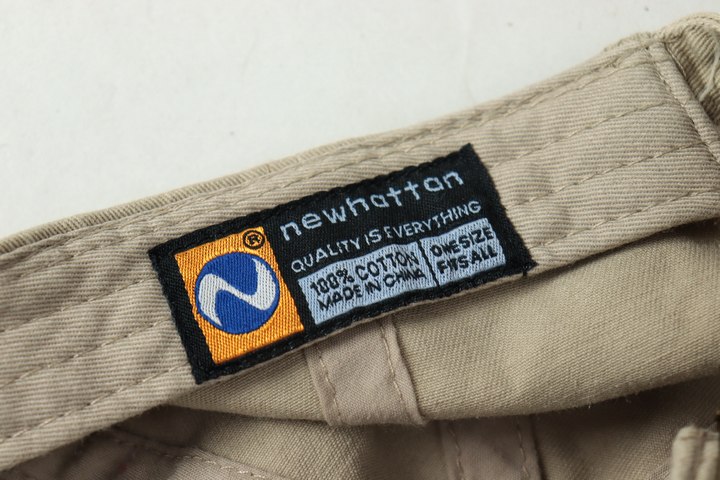 newhattan
®
QUALITY IS EVERYTHING
100% COTTON
MADE IN CHINA
ONE SIZE
FITS ALL